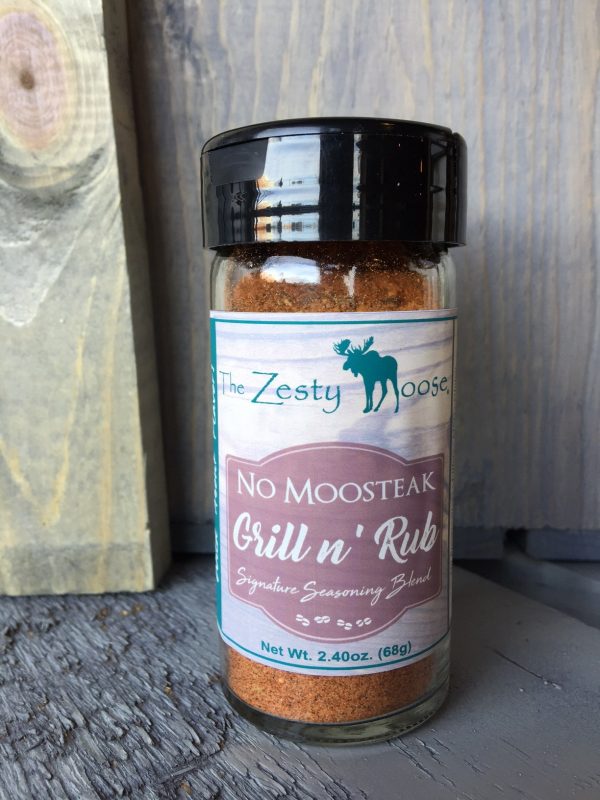 The Zesty Moose
No Moosteak
Grill n' Rub
Signature Seasoning Blend
Net Wt. 2.40oz. (68g)